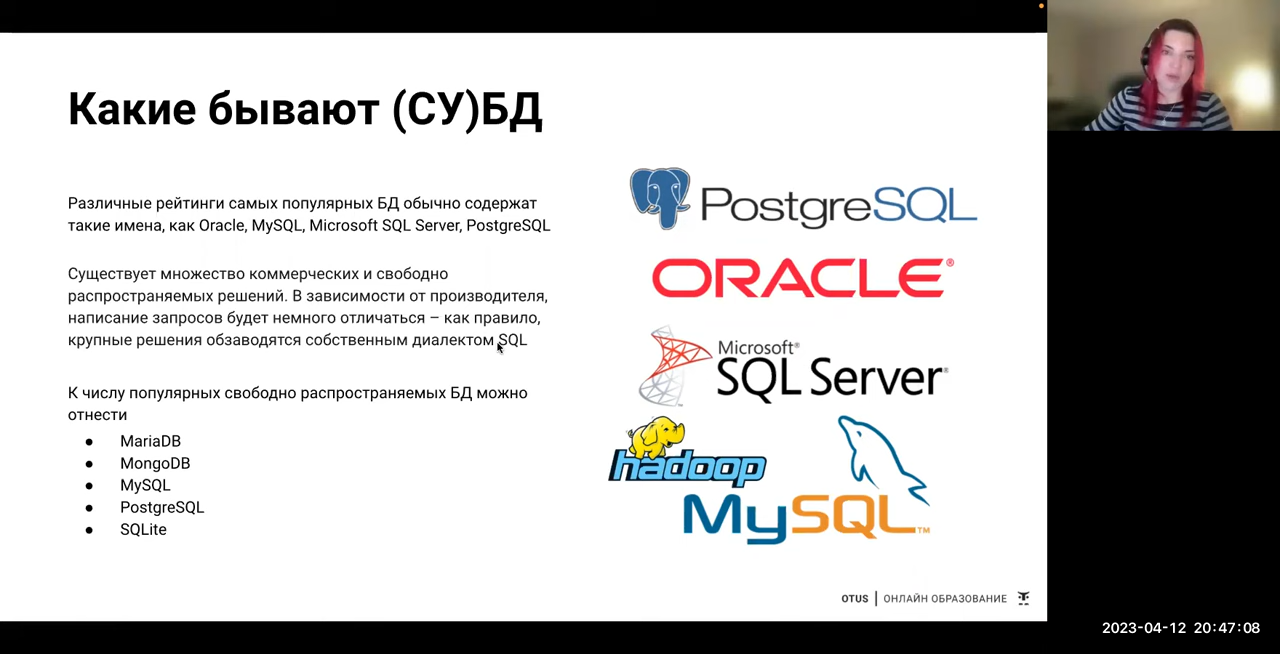 Какие бывают (СУ)БД
Различные рейтинги самых популярных БД обычно содержат
такие имена, как Oracle, MySQL, Microsoft SQL Server, PostgreSQL
Существует множество коммерческих и свободно
распространяемых решений. В зависимости от производителя,
написание запросов будет немного отличаться – как правило,
крупные решения обзаводятся собственным диалектом SQL
К числу популярных свободно распространяемых БД можно
отнести
● MariaDB
● MongoDB
● MySQL
● PostgreSQL
● SQLite
PostgreSQL
ORACLE®
Microsoft®
SQL Server®
hadoop
MySQL™
OTUS | ОНЛАЙН ОБРАЗОВАНИЕ
2023-04-12 20:47:08